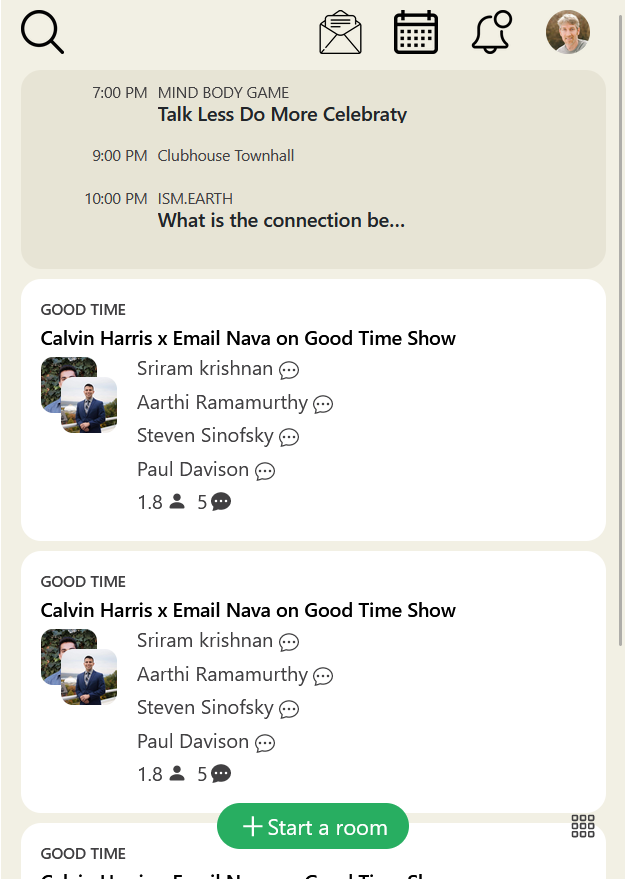 7:00 PM MIND BODY GAME
Talk Less Do More Celebraty
9:00 PM Clubhouse Townhall
10:00 PM ISM.EARTH
What is the connection be...
GOOD TIME
Calvin Harris x Email Nava on Good Time Show
Sriram krishnan
Aarthi Ramamurthy
Steven Sinofsky
Paul Davison
1.8 5
GOOD TIME
Calvin Harris x Email Nava on Good Time Show
Sriram krishnan
Aarthi Ramamurthy
Steven Sinofsky
Paul Davison
1.8 5
Start a room
GOOD TIME